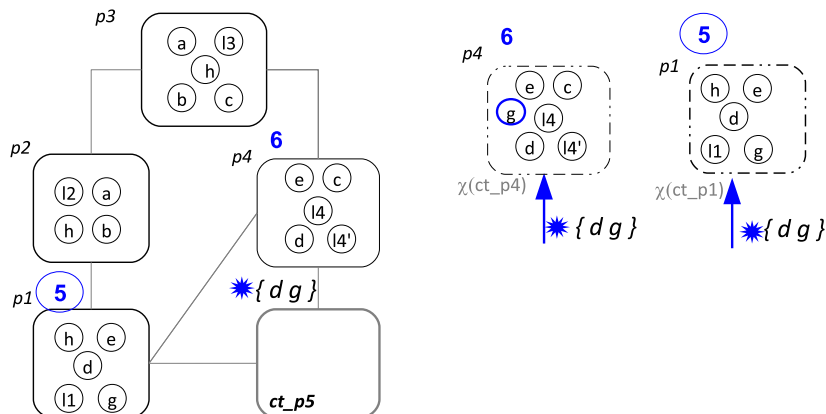 p3
a l3
h
b c
p2
l2 a
h b
6
p4
e c
l4
d l4'
{ d g }
p1
5
h e
d
l1 g
ct_p5
6
p4
e c
g l4
d l4'
χ(ct_p4)
{ d g }
5
p1
h e
d
l1 g
χ(ct_p1)
{ d g }